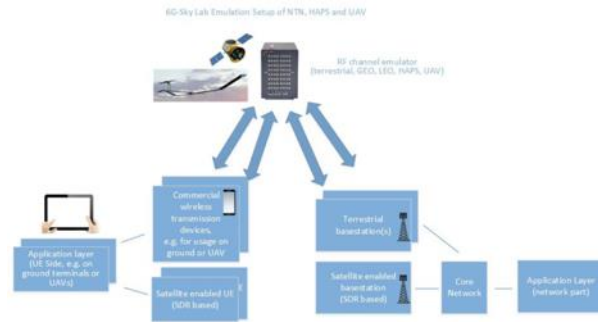 6G-Sky Lab Emulation Setup of NTN, HAPS and UAV
RF channel emulator
(terrestrial, GEO, LEO, HAPS, UAV)
Commercial
wireless
transmission
devices,
e.g. for usage on
ground or UAV
Terrestrial
basestation(s)
Application layer
(UE Side, e.g. on
ground terminals or
UAVs)
Satellite enabled UE
(SDR based)
E
Satellite enabled
basestation
(SDR based)
Core
Network
Application Layer
(network part)